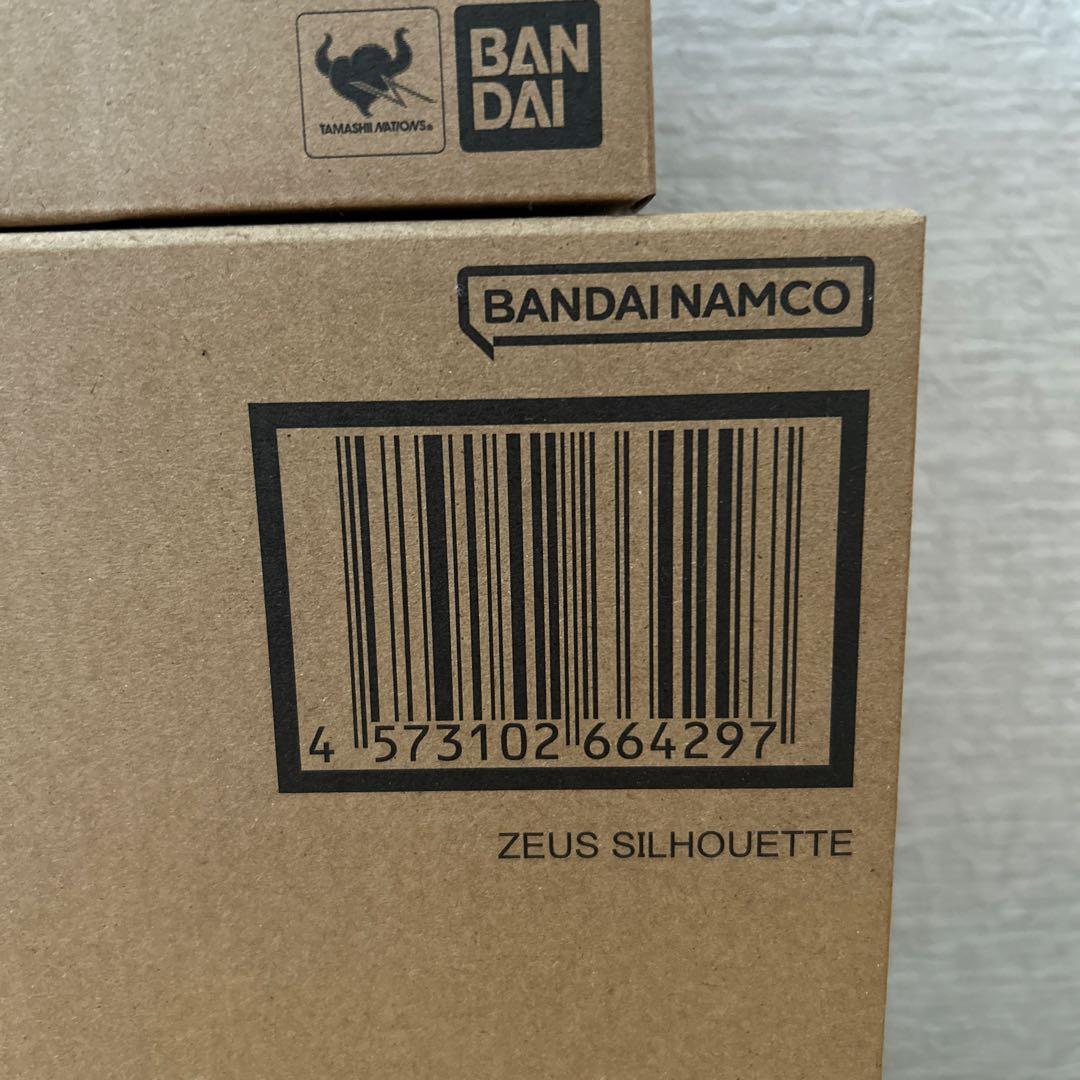 TAMASHII NATIONS®
BAN
DAI
BANDAI NAMCO
4 573102 664297
ZEUS SILHOUETTE